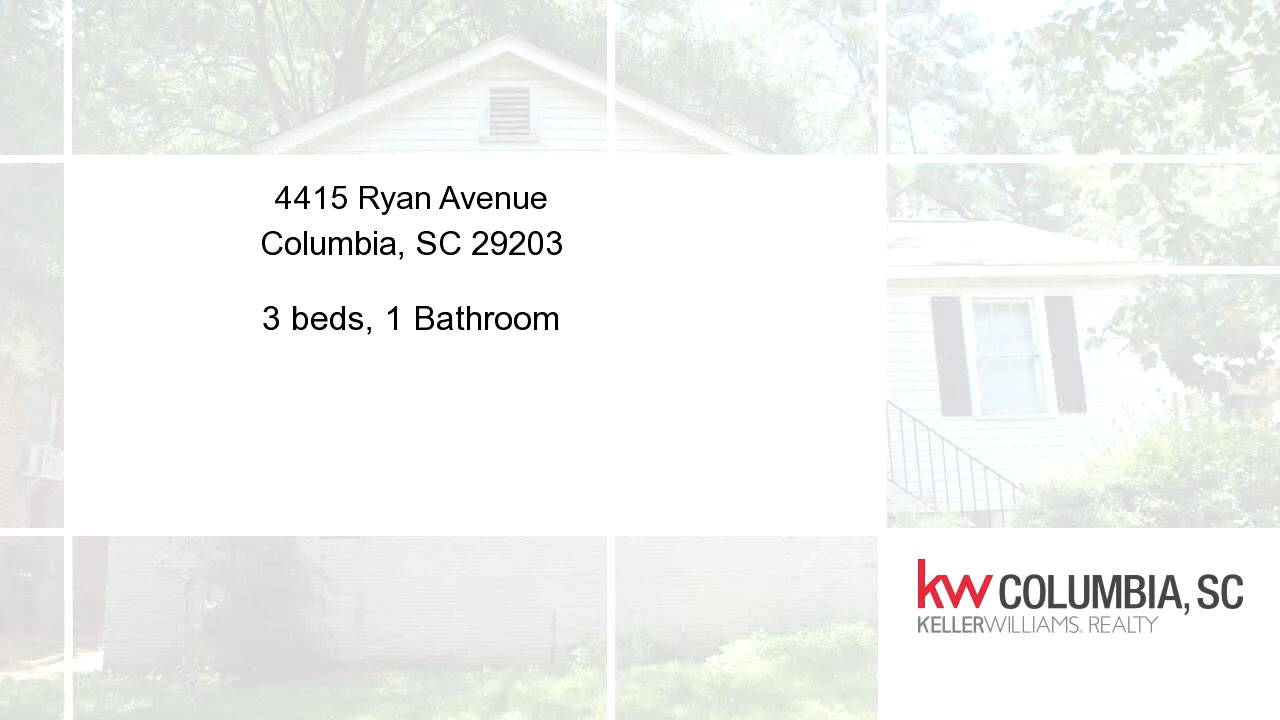 4415 Ryan Avenue
Columbia, SC 29203
3 beds, 1 Bathroom
kw COLUMBIA, SC
KELLERWILLIAMS. REALTY